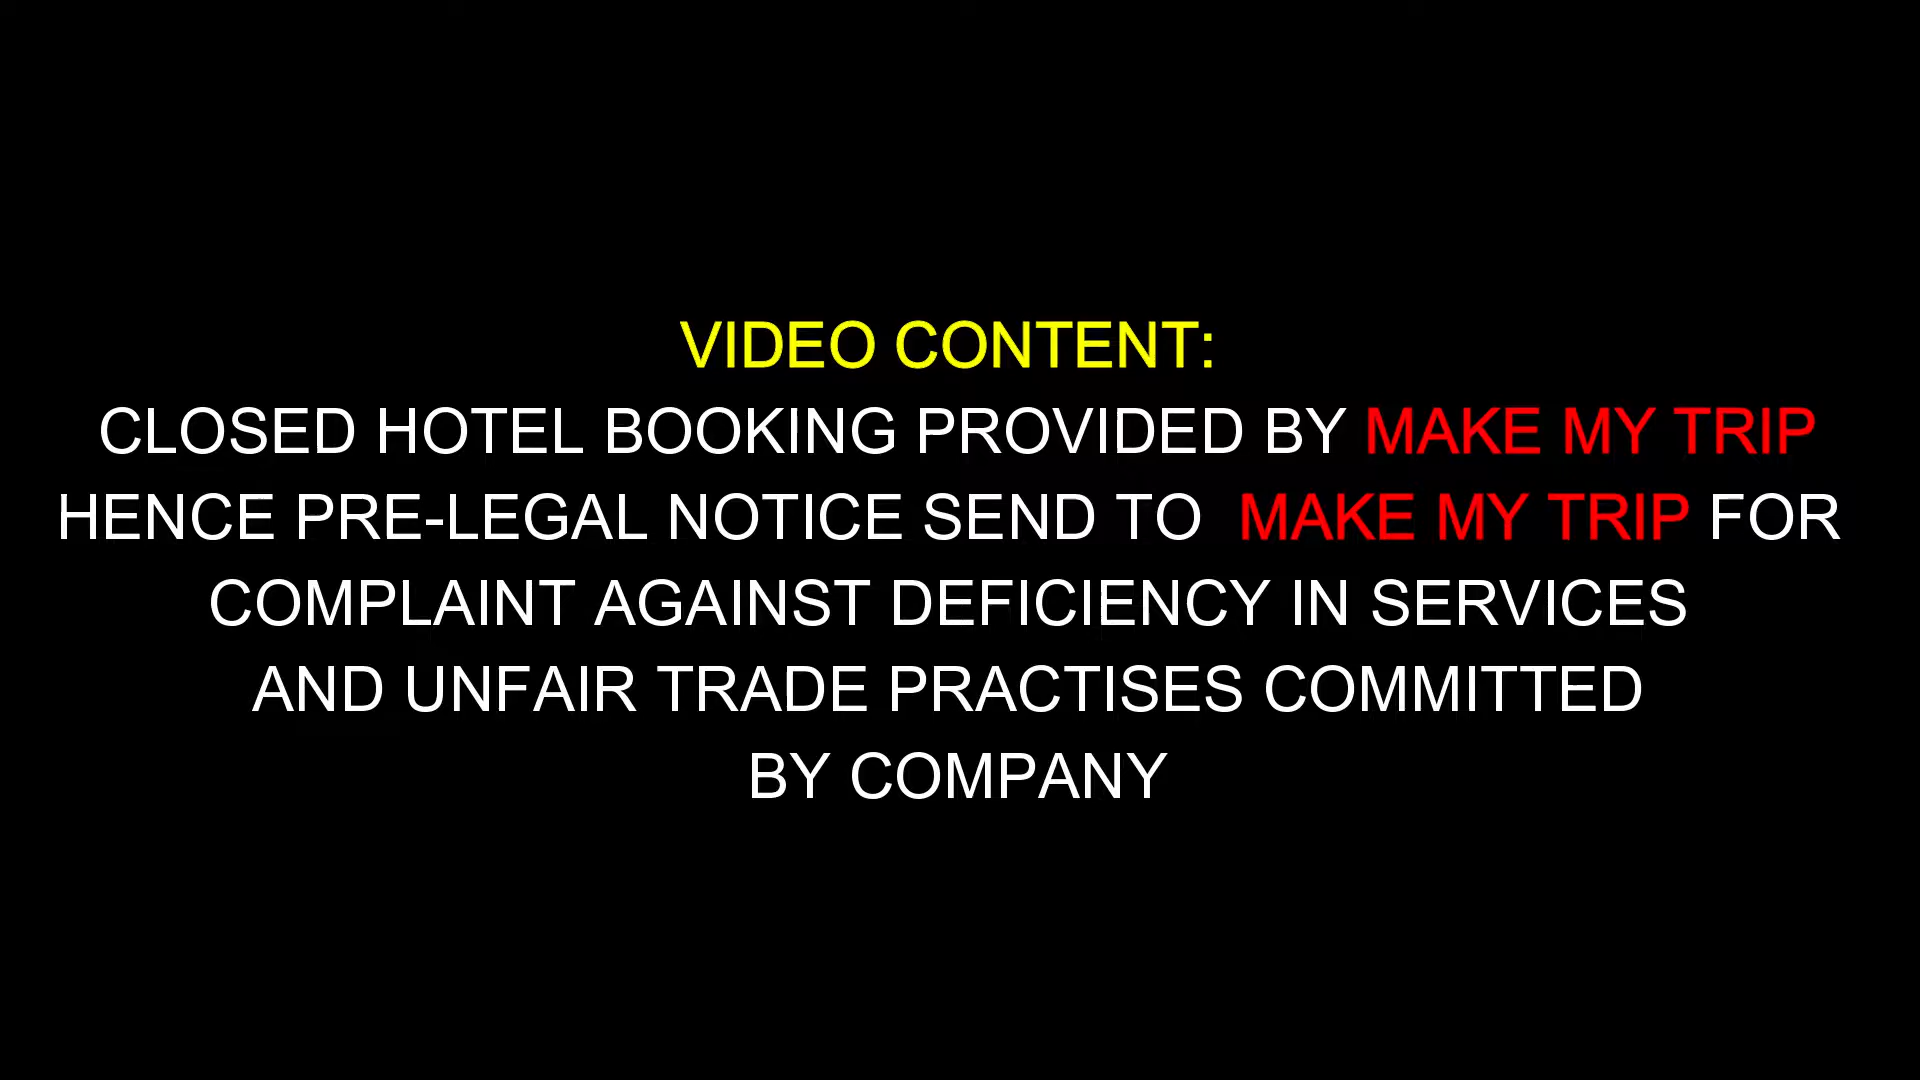 VIDEO CONTENT:
CLOSED HOTEL BOOKING PROVIDED BY MAKE MY TRIP
HENCE PRE-LEGAL NOTICE SEND TO  MAKE MY TRIP FOR
COMPLAINT AGAINST DEFICIENCY IN SERVICES
AND UNFAIR TRADE PRACTISES COMMITTED
BY COMPANY